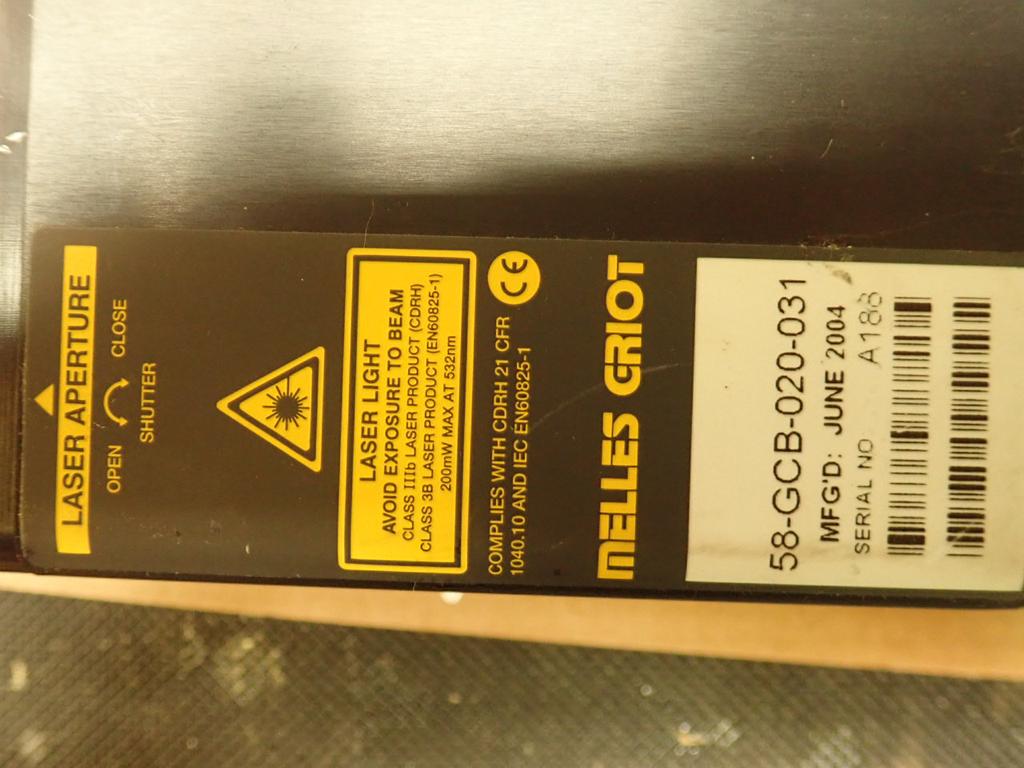 LASER APERTURE
OPEN CLOSE
SHUTTER
LASER LIGHT
AVOID EXPOSURE TO BEAM
CLASS IIIb LASER PRODUCT (CDRH)
CLASS 3B LASER PRODUCT (EN60825-1)
200mW MAX AT 532nm
COMPLIES WITH CDRH 21 CFR
1040.10 AND IEC EN60825-1
CE
MELLES GRIOT
58-GCB-020-031
MFG'D: JUNE 2004
SERIAL NO